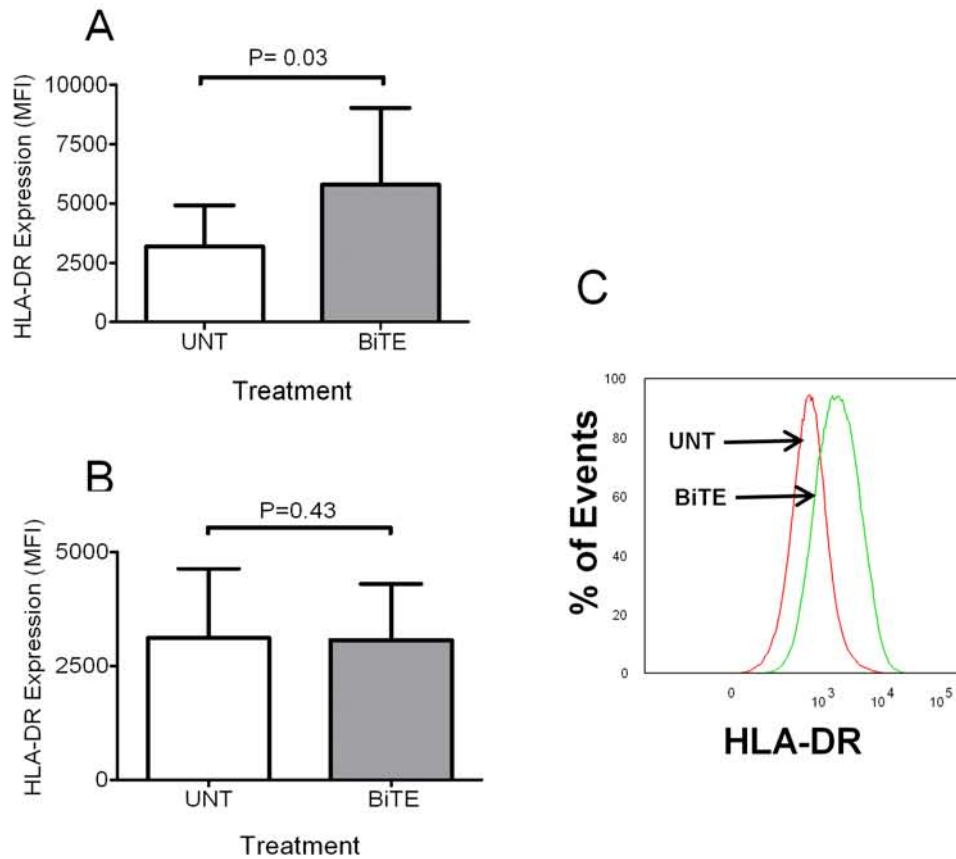 A
P= 0.03
HLA-DR Expression (MFI)
10000
7500
5000
2500
0
UNT BiTE
Treatment
B
P=0.43
HLA-DR Expression (MFI)
5000
2500
0
UNT BiTE
Treatment
C
% of Events
100
80
60
40
20
0
UNT
BiTE
0 10³ 10⁴ 10⁵
HLA-DR